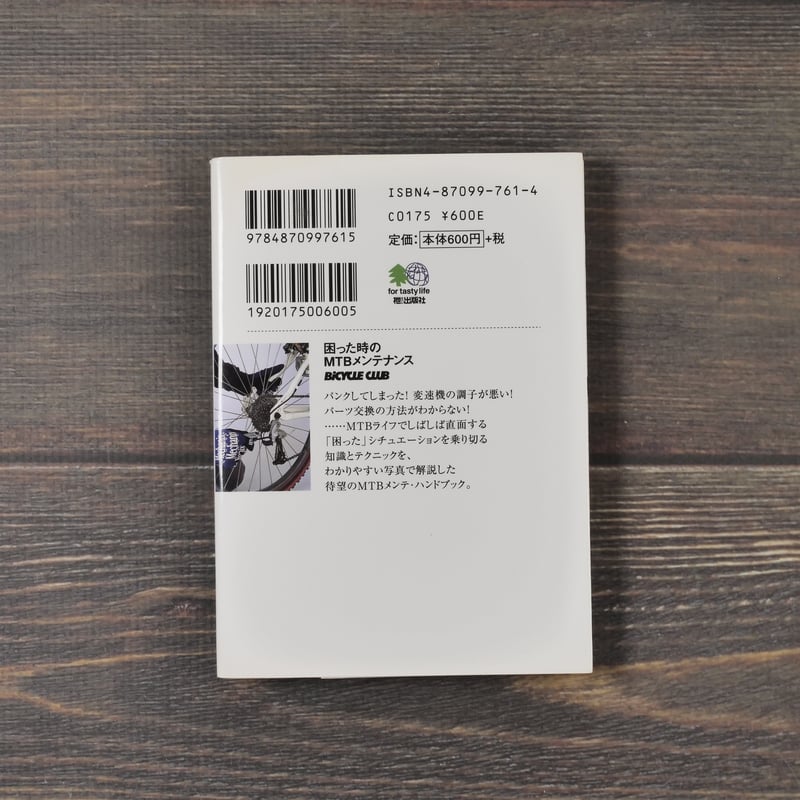 ISBN4-87099-761-4
C0175 ¥600E
定価：本体600円+税
9784870997615
1920175006005
for tasty life
枻出版社
困った時の
MTBメンテナンス
BiCYCLE CLUB
パンクしてしまった！ 変速機の調子が悪い！
パーツ交換の方法がわからない！
……MTBライフでしばしば直面する
「困った」シチュエーションを乗り切る
知識とテクニックを、
わかりやすい写真で解説した
待望のMTBメンテ・ハンドブック。